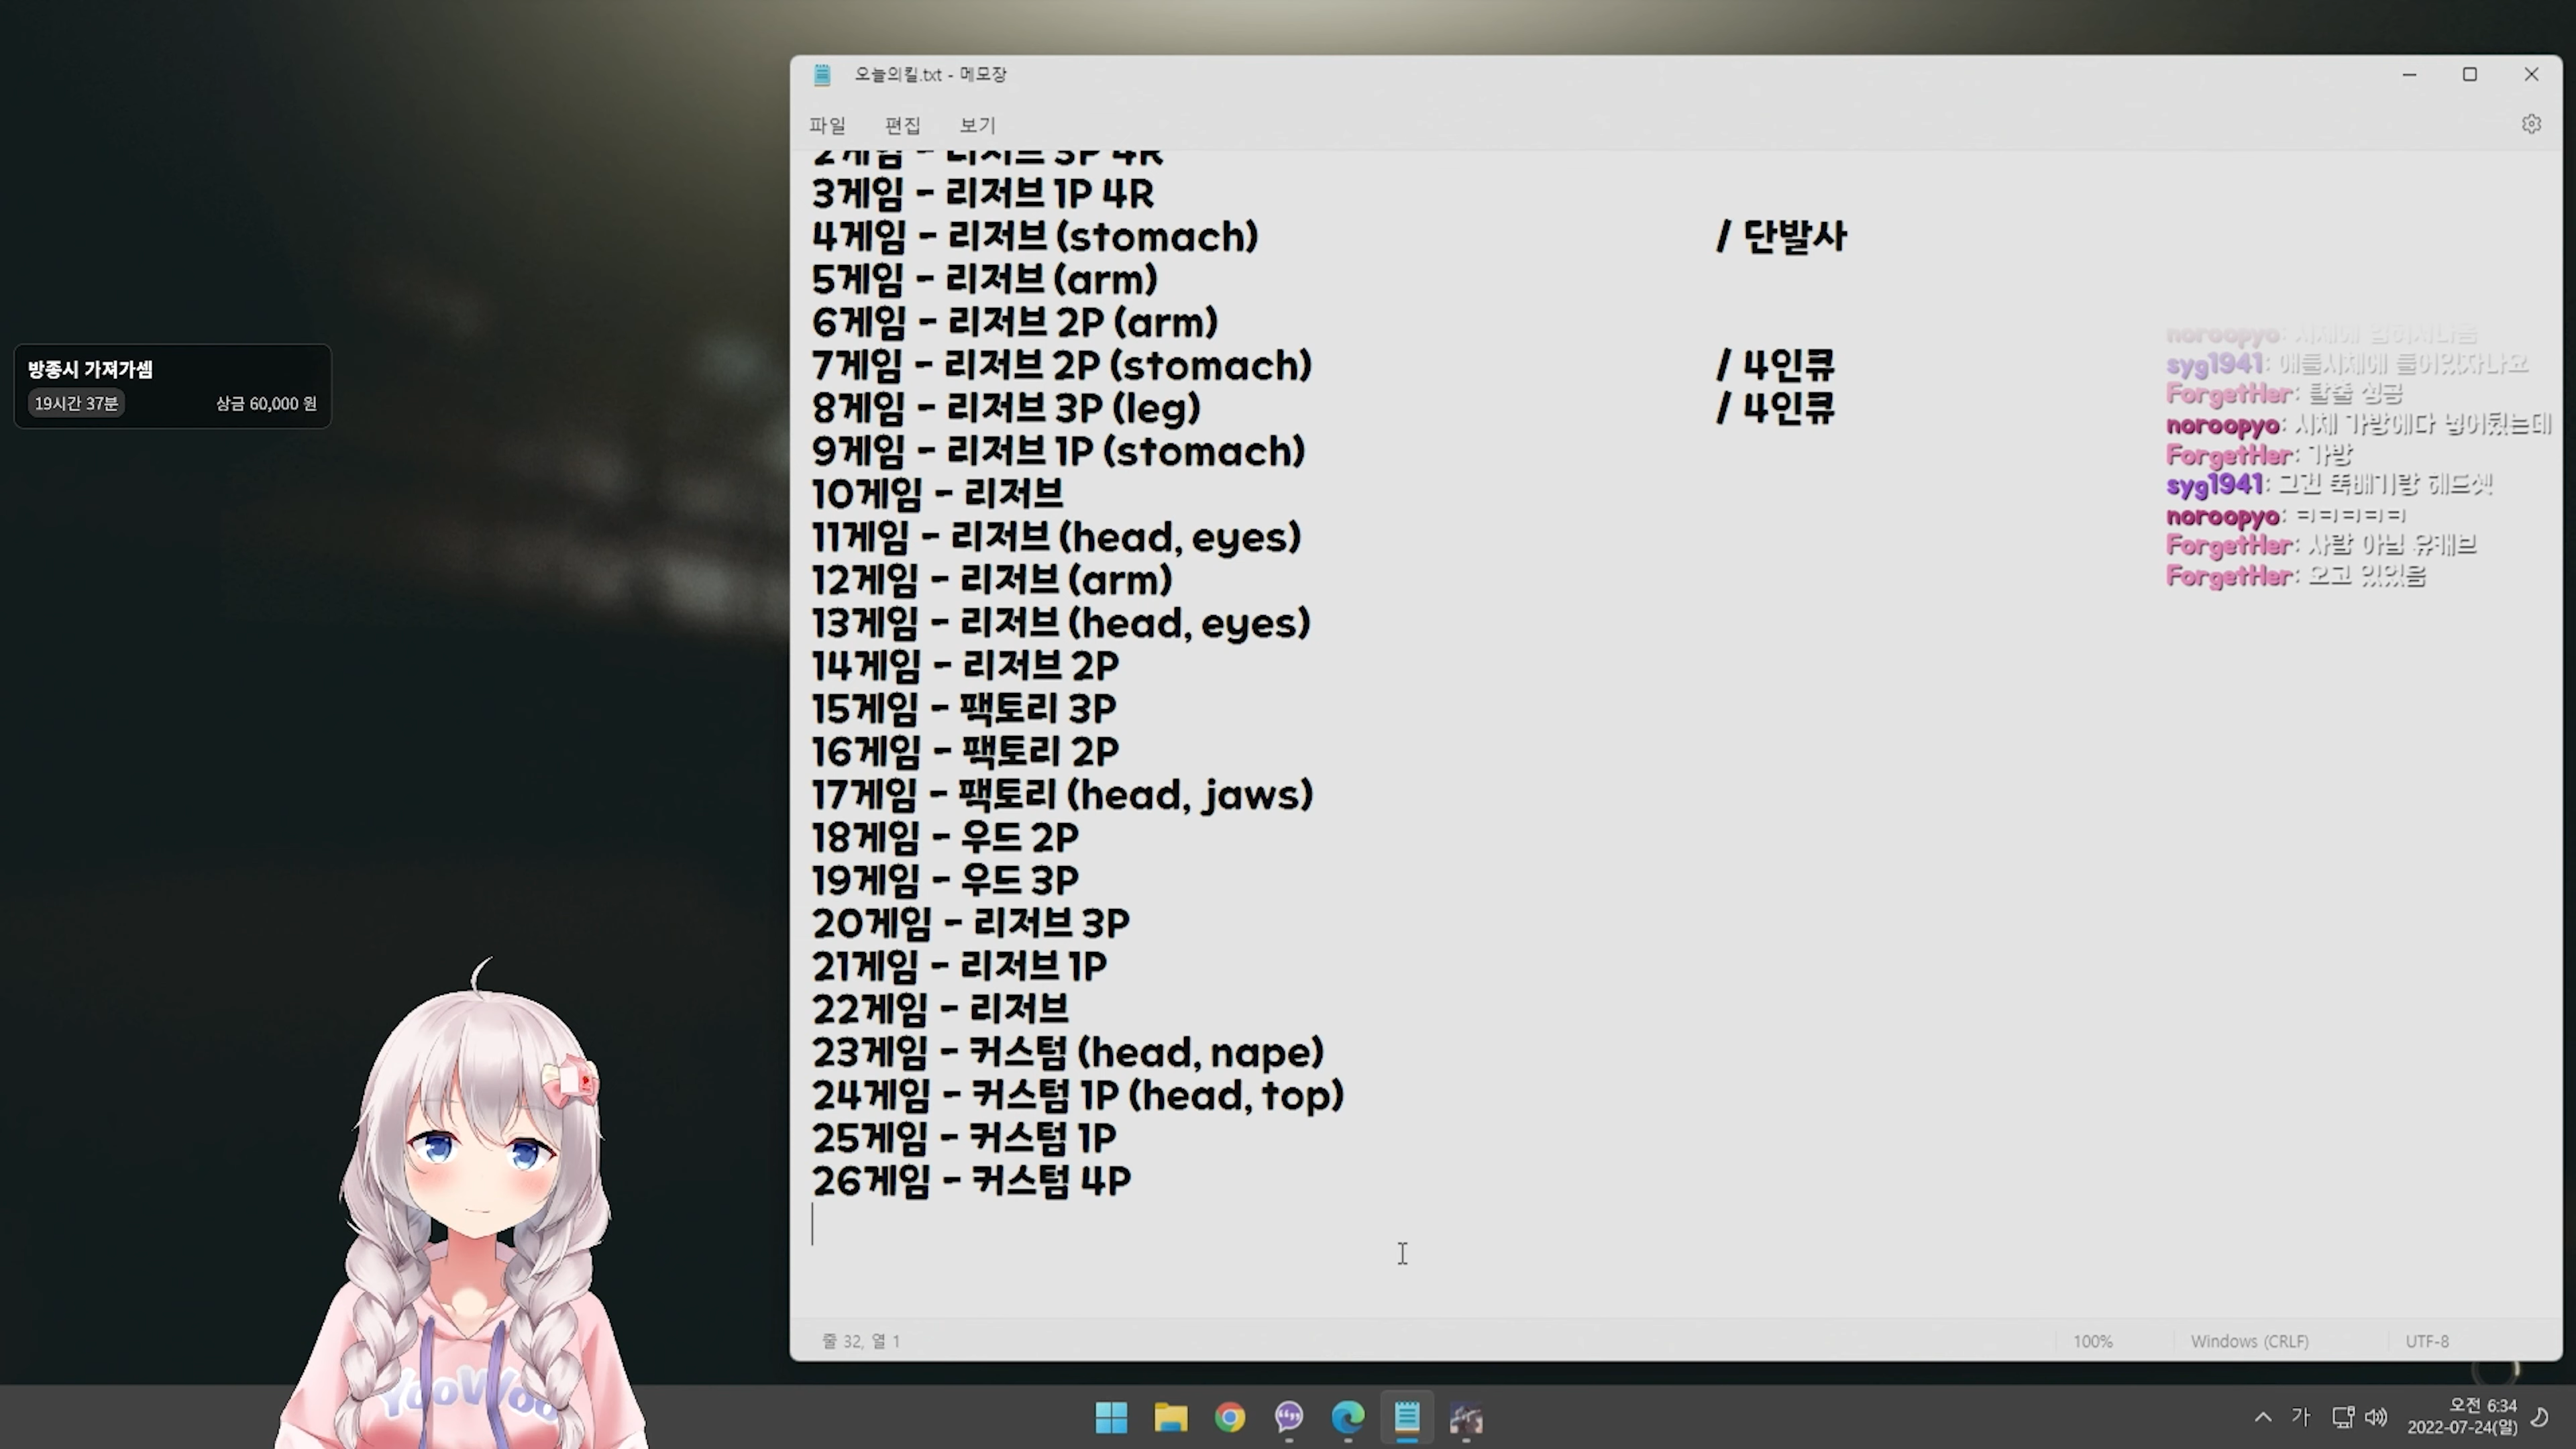 오늘의킬.txt - 메모장
파일 편집 보기
2게임 - 리저브 3P 4R
3게임 - 리저브 1P 4R
4게임 - 리저브 (stomach) / 단발사
5게임 - 리저브 (arm)
6게임 - 리저브 2P (arm)
7게임 - 리저브 2P (stomach) / 4인큐
8게임 - 리저브 3P (leg) / 4인큐
9게임 - 리저브 1P (stomach)
10게임 - 리저브
11게임 - 리저브 (head, eyes)
12게임 - 리저브 (arm)
13게임 - 리저브 (head, eyes)
14게임 - 리저브 2P
15게임 - 팩토리 3P
16게임 - 팩토리 2P
17게임 - 팩토리 (head, jaws)
18게임 - 우드 2P
19게임 - 우드 3P
20게임 - 리저브 3P
21게임 - 리저브 1P
22게임 - 리저브
23게임 - 커스텀 (head, nape)
24게임 - 커스텀 1P (head, top)
25게임 - 커스텀 1P
26게임 - 커스텀 4P
방종시 가져가셈
19시간 37분 상금 60,000 원
noroopyo:
syg1941: 애들시체에 들어있자나요
ForgetHer: 탈출 성공
noroopyo: 시체 가방에다 넣어뒀는데
ForgetHer: 가방
syg1941: 그건 뚝배기랑 헤드셋
noroopyo: ㅋㅋㅋㅋㅋ
ForgetHer: 사람 아님 유캐브
ForgetHer: 오고 있었음
YooWoo
줄 32, 열 1 100% Windows (CRLF) UTF-8
가 오전 6:34
2022-07-24(일)